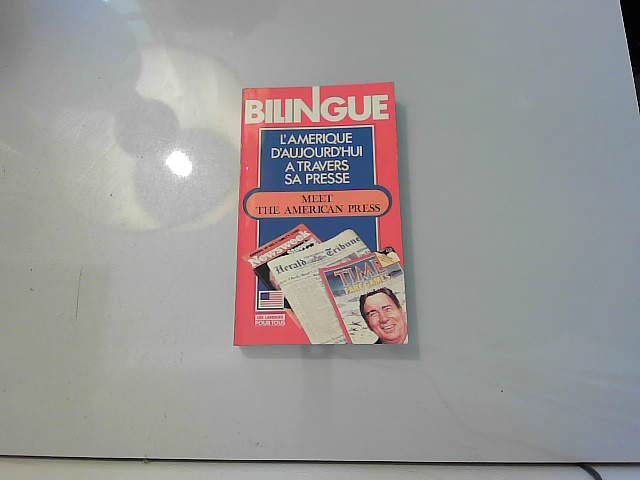 BILINGUE
L'AMERIQUE
D'AUJOURD'HUI
A TRAVERS
SA PRESSE
MEET
THE AMERICAN PRESS
Newsweek
Herald Tribune
TIME
LES LANGUES
POUR TOUS